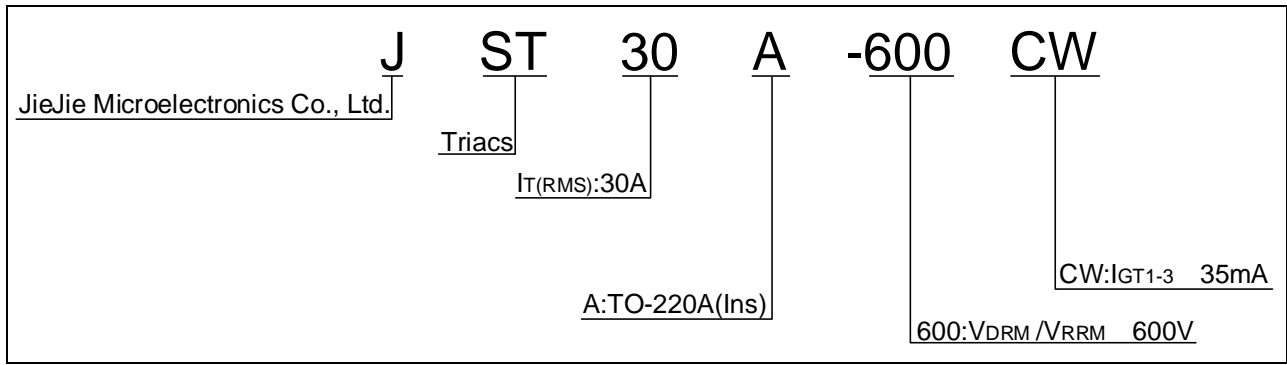 J ST 30 A -600 CW
JieJie Microelectronics Co., Ltd.
Triacs
IT(RMS):30A
CW:IGT1-3 35mA
A:TO-220A(Ins)
600:VDRM /VRRM 600V